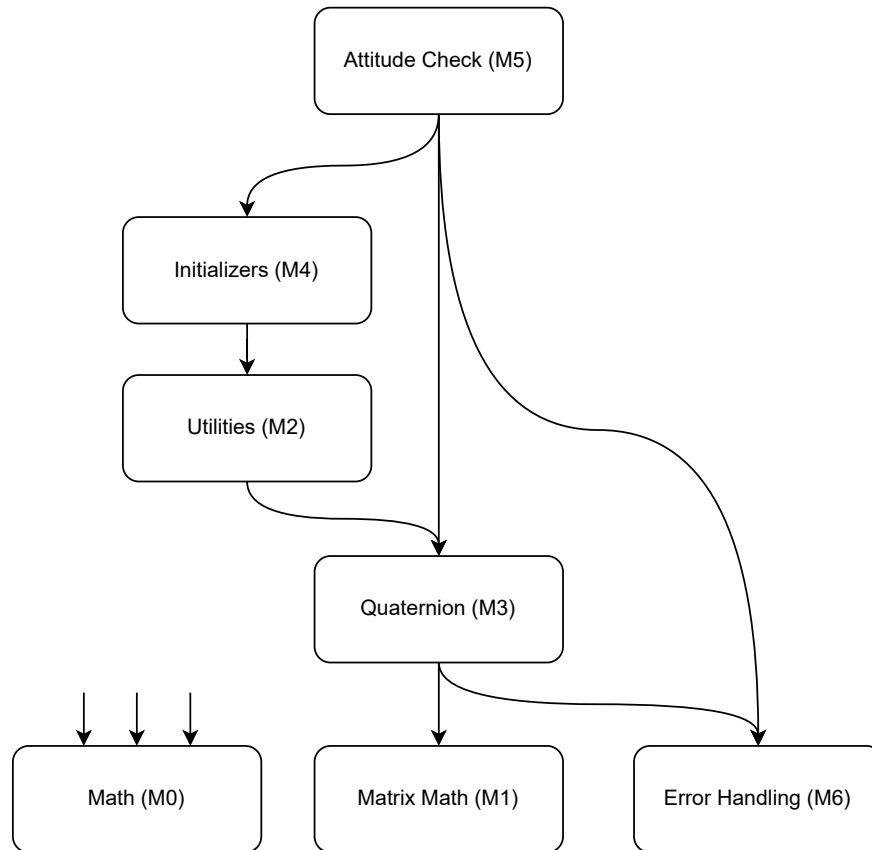 Attitude Check (M5)
Initializers (M4)
Utilities (M2)
Quaternion (M3)
Math (M0)
Matrix Math (M1)
Error Handling (M6)